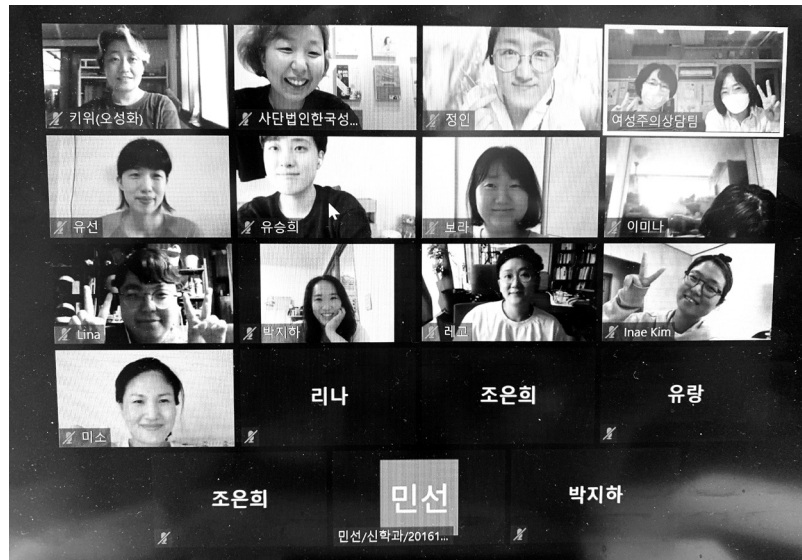 키위(오성화)
사단법인한국성...
정인
여성주의상담팀
유선
유승희
보라
이미나
Lina
박지하
레고
Inae Kim
미소
리나
조은희
유랑
조은희
민선
민선/신학과/20161...
박지하